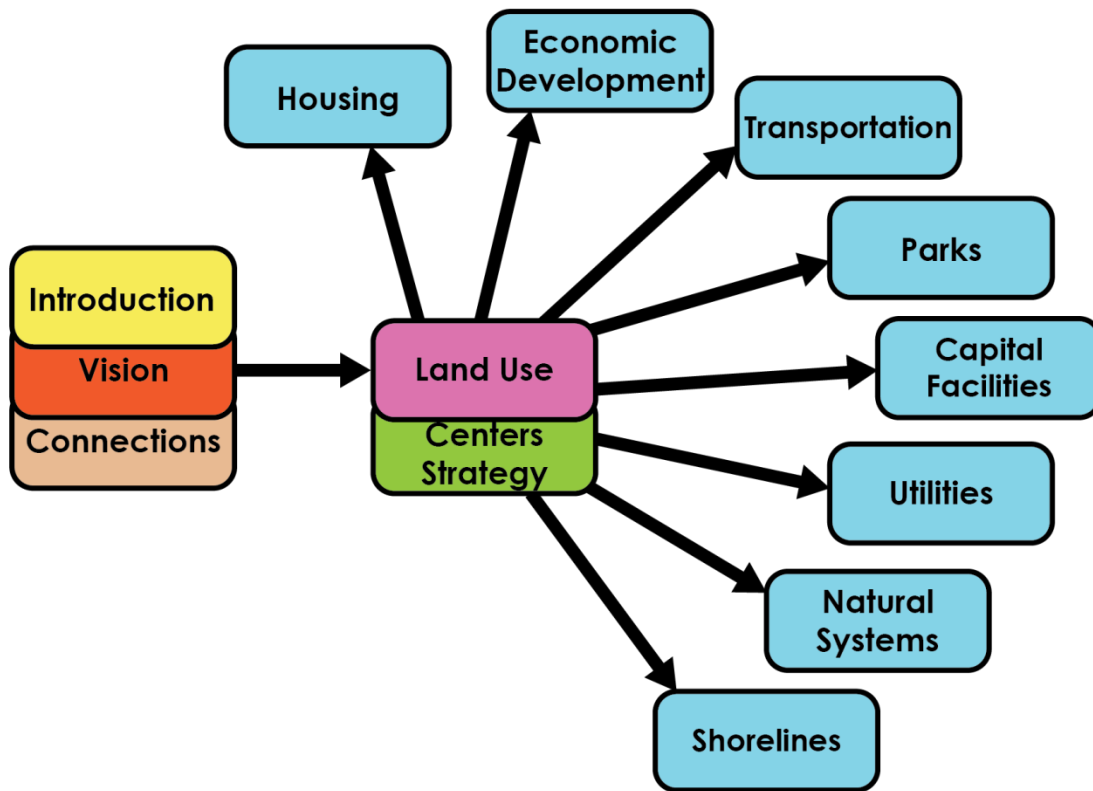 Economic
Development
Housing
Transportation
Parks
Introduction
Vision
Connections
Land Use
Centers
Strategy
Capital
Facilities
Utilities
Natural
Systems
Shorelines